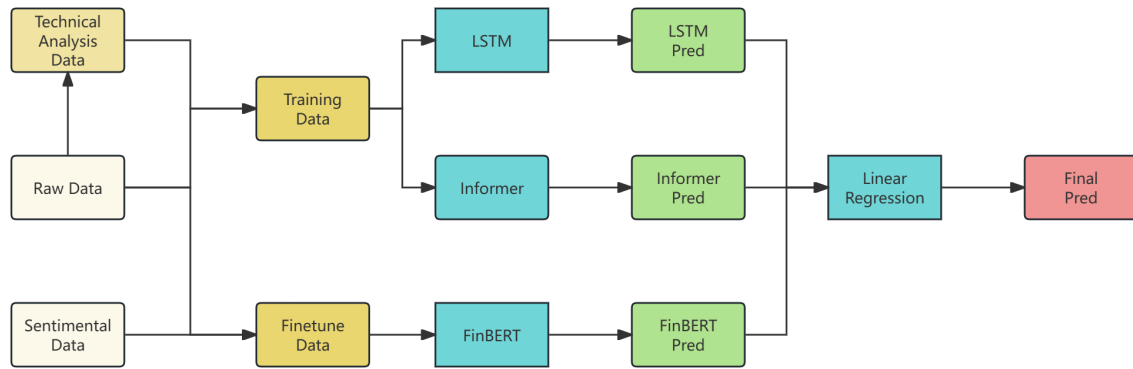 Technical
Analysis
Data
LSTM
LSTM
Pred
Training
Data
Raw Data
Informer
Informer
Pred
Linear
Regression
Final
Pred
Sentimental
Data
Finetune
Data
FinBERT
FinBERT
Pred